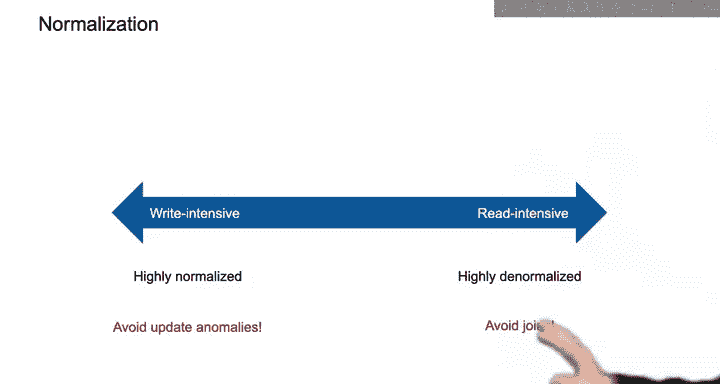 Normalization
Write-intensive Read-intensive
Highly normalized Highly denormalized
Avoid update anomalies! Avoid